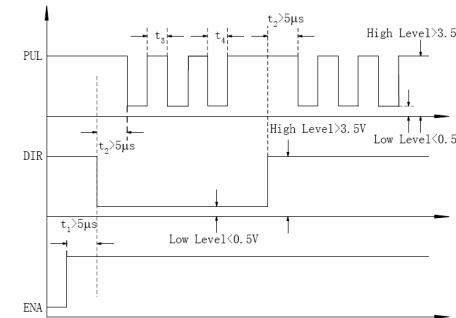 t₂>5μs
High Level>3.5
PUL
t₃
t₄
t₂>5μs
High Level>3.5V
Low Level<0.5
DIR
t₁>5μs
Low Level<0.5V
ENA